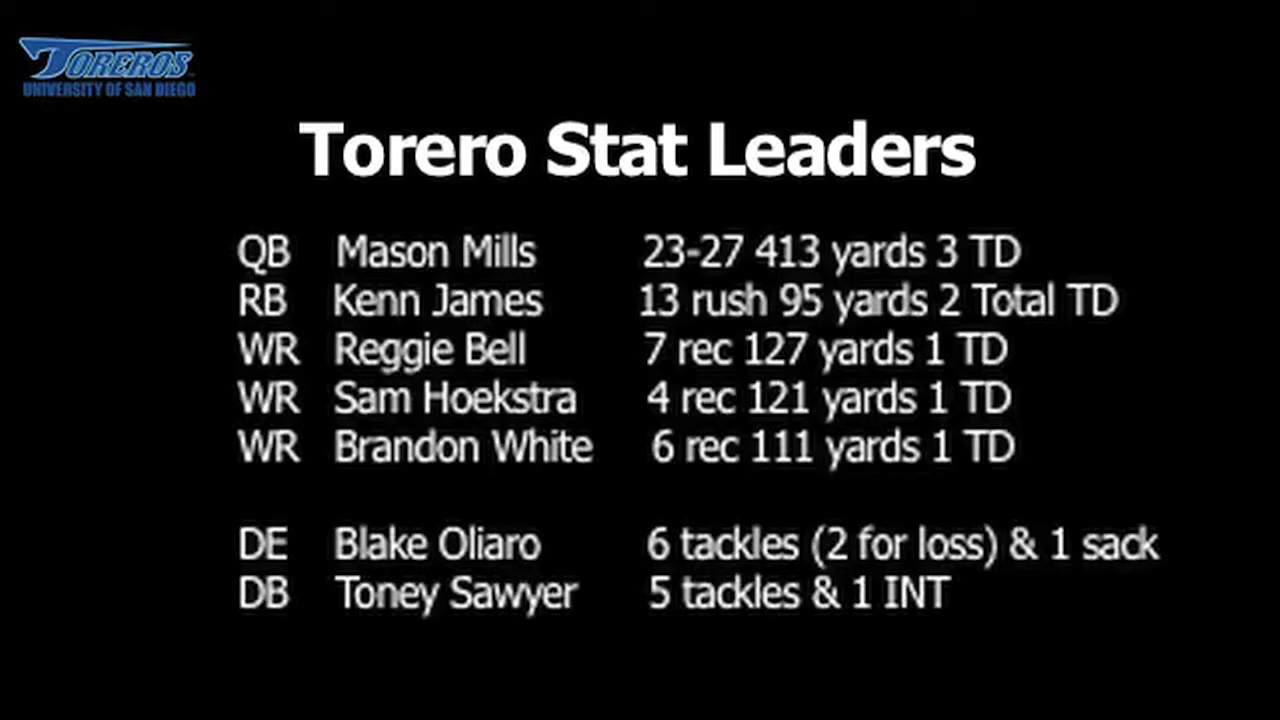 TOREROS
UNIVERSITY OF SAN DIEGO
Torero Stat Leaders
QB Mason Mills 23-27 413 yards 3 TD
RB Kenn James 13 rush 95 yards 2 Total TD
WR Reggie Bell 7 rec 127 yards 1 TD
WR Sam Hoekstra 4 rec 121 yards 1 TD
WR Brandon White 6 rec 111 yards 1 TD
DE Blake Oliaro 6 tackles (2 for loss) & 1 sack
DB Toney Sawyer 5 tackles & 1 INT